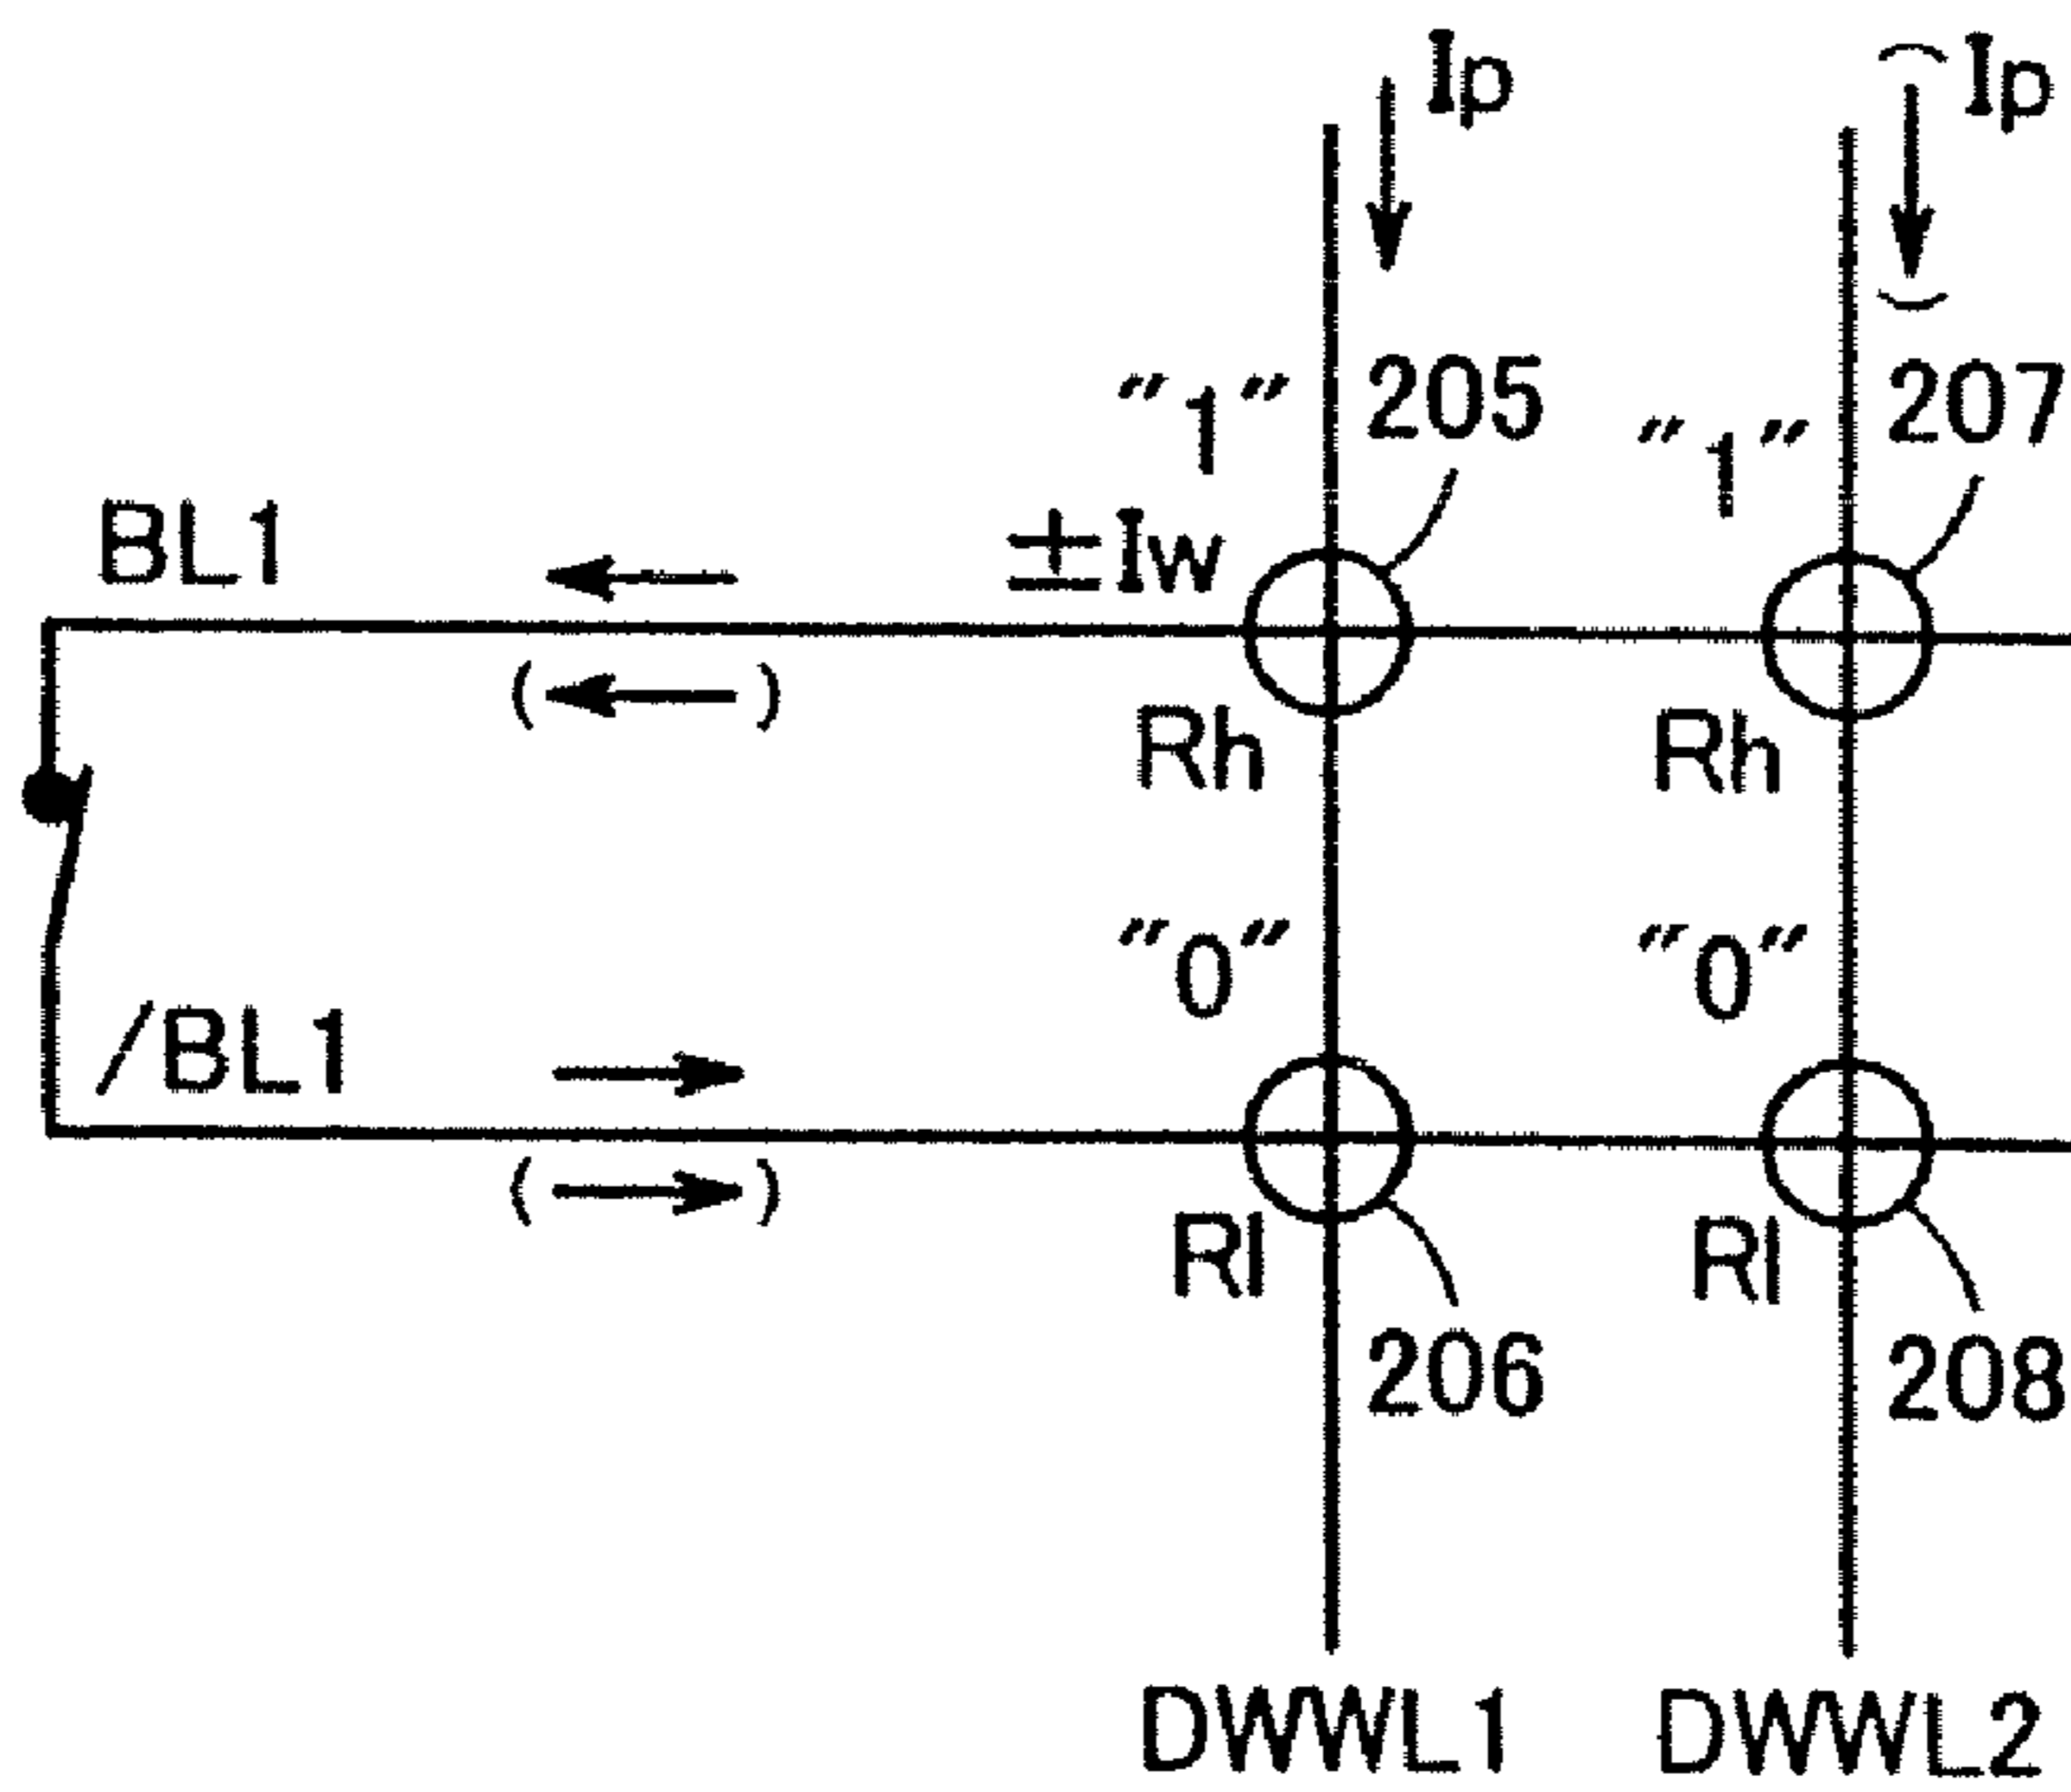 Ip (Ip)
"1" 205 "1" 207
BL1 ±Iw
Rh Rh
"0" "0"
/BL1
Rl Rl
206 208
DWWL1 DWWL2